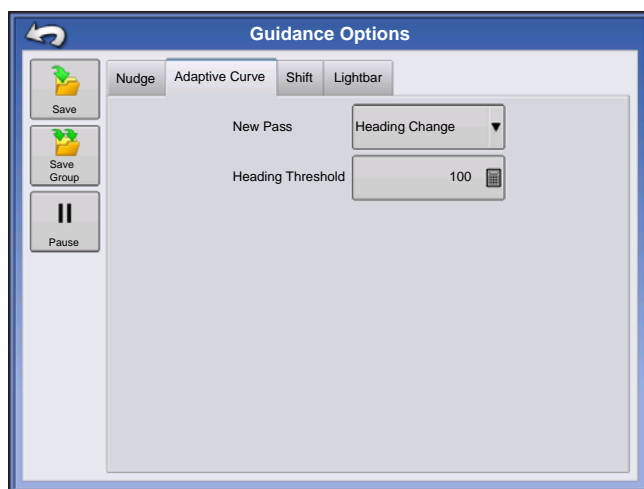 Guidance Options
Save
Save
Group
Pause
Nudge Adaptive Curve Shift Lightbar
New Pass Heading Change
Heading Threshold 100